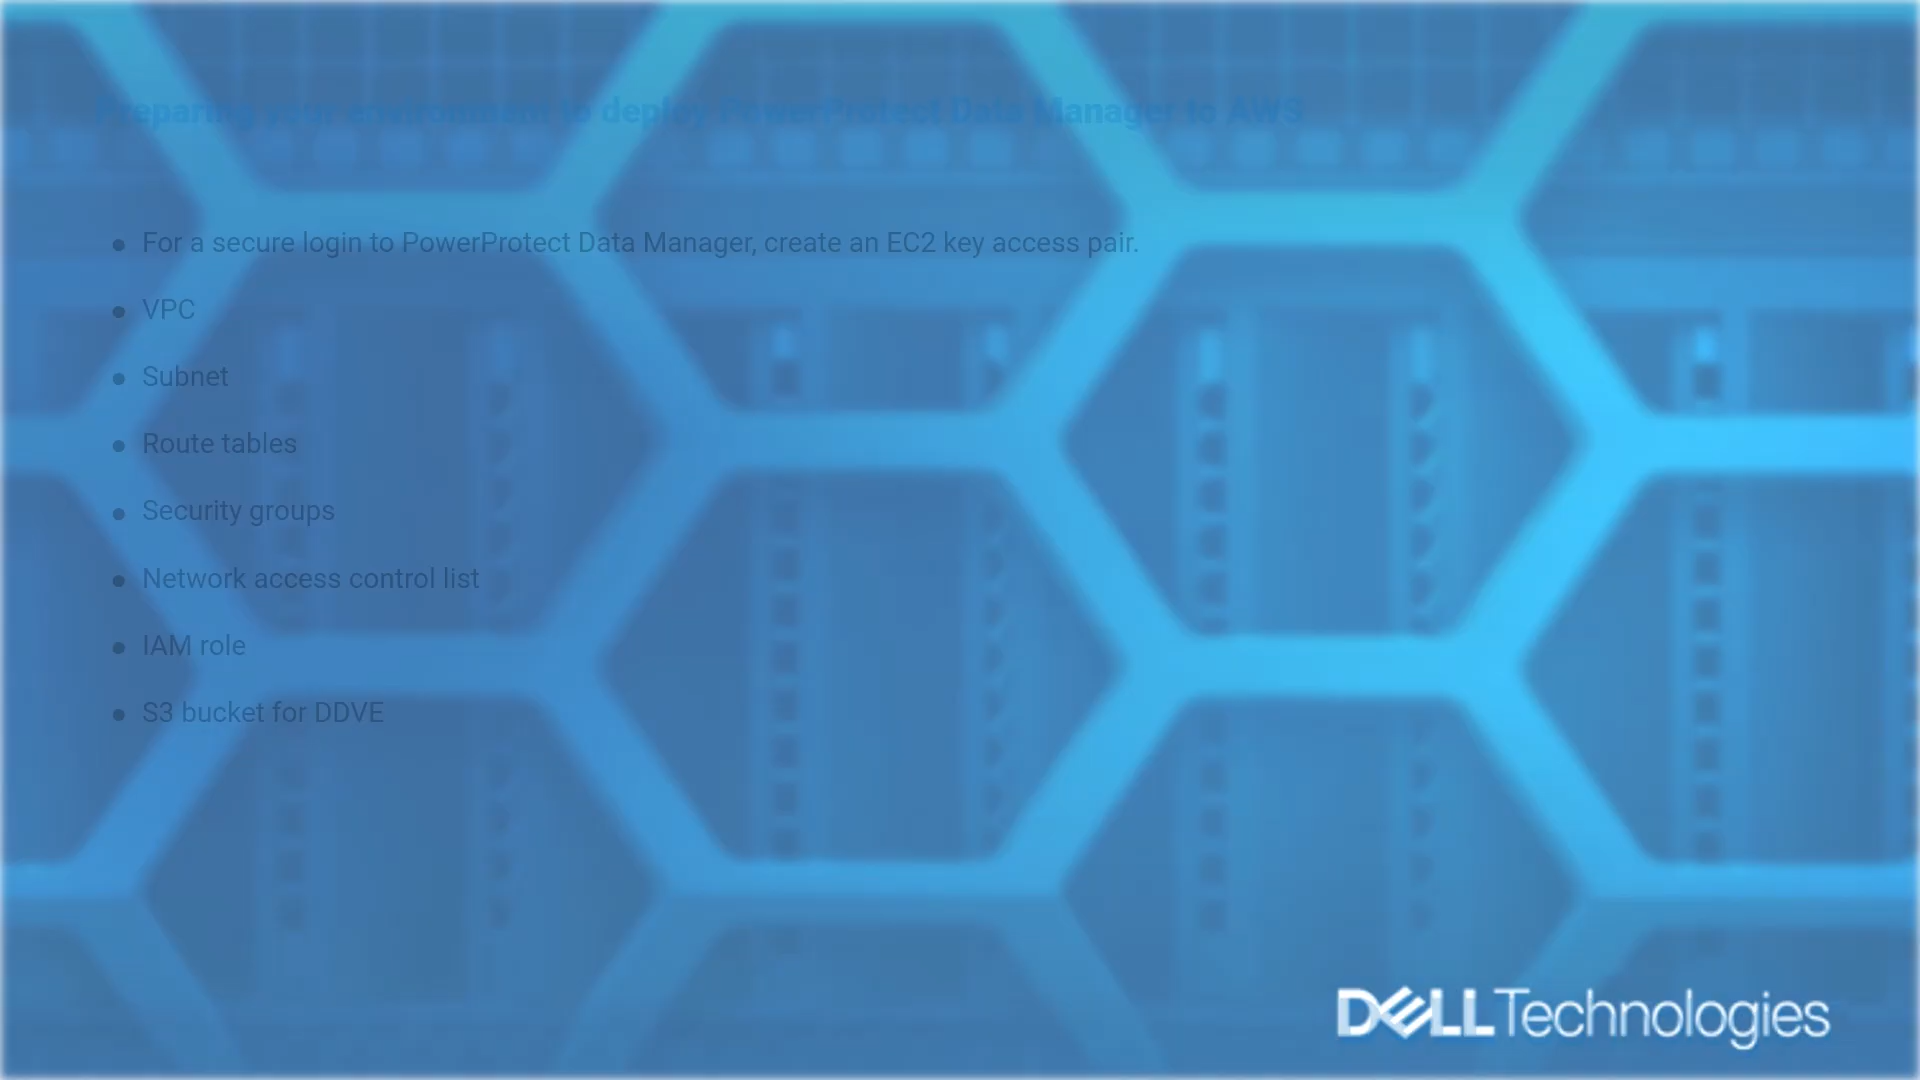 Preparing your environment to deploy PowerProtect Data Manager to AWS
● For a secure login to PowerProtect Data Manager, create an EC2 key access pair.
● VPC
● Subnet
● Route tables
● Security groups
● Network access control list
● IAM role
● S3 bucket for DDVE
DELLTechnologies